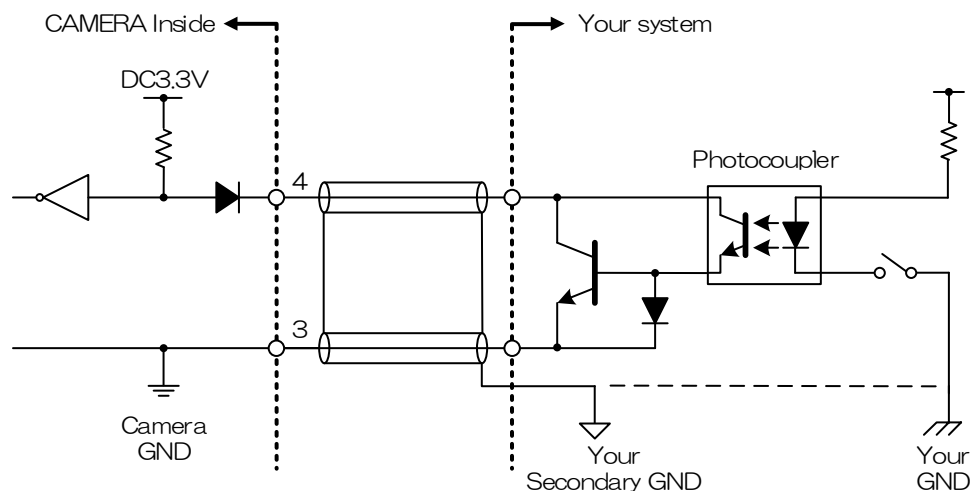 CAMERA Inside
Your system
DC3.3V
Photocoupler
4
3
Camera
GND
Your
Secondary GND
Your
GND